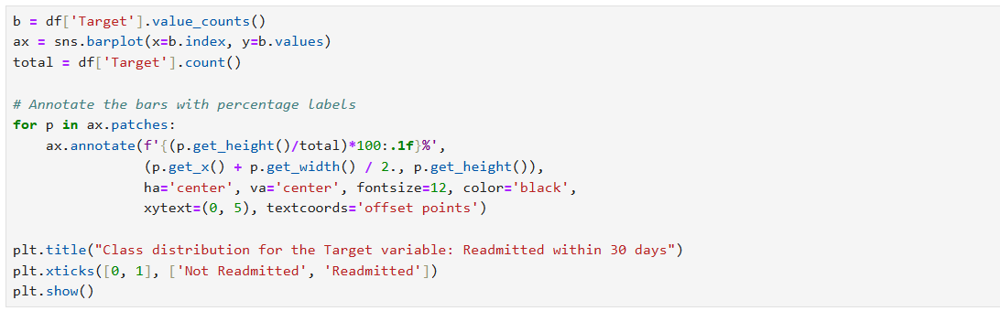 b = df['Target'].value_counts()
ax = sns.barplot(x=b.index, y=b.values)
total = df['Target'].count()

# Annotate the bars with percentage labels
for p in ax.patches:
    ax.annotate(f'{(p.get_height()/total)*100:.1f}%',
                (p.get_x() + p.get_width() / 2., p.get_height()),
                ha='center', va='center', fontsize=12, color='black',
                xytext=(0, 5), textcoords='offset points')

plt.title("Class distribution for the Target variable: Readmitted within 30 days")
plt.xticks([0, 1], ['Not Readmitted', 'Readmitted'])
plt.show()